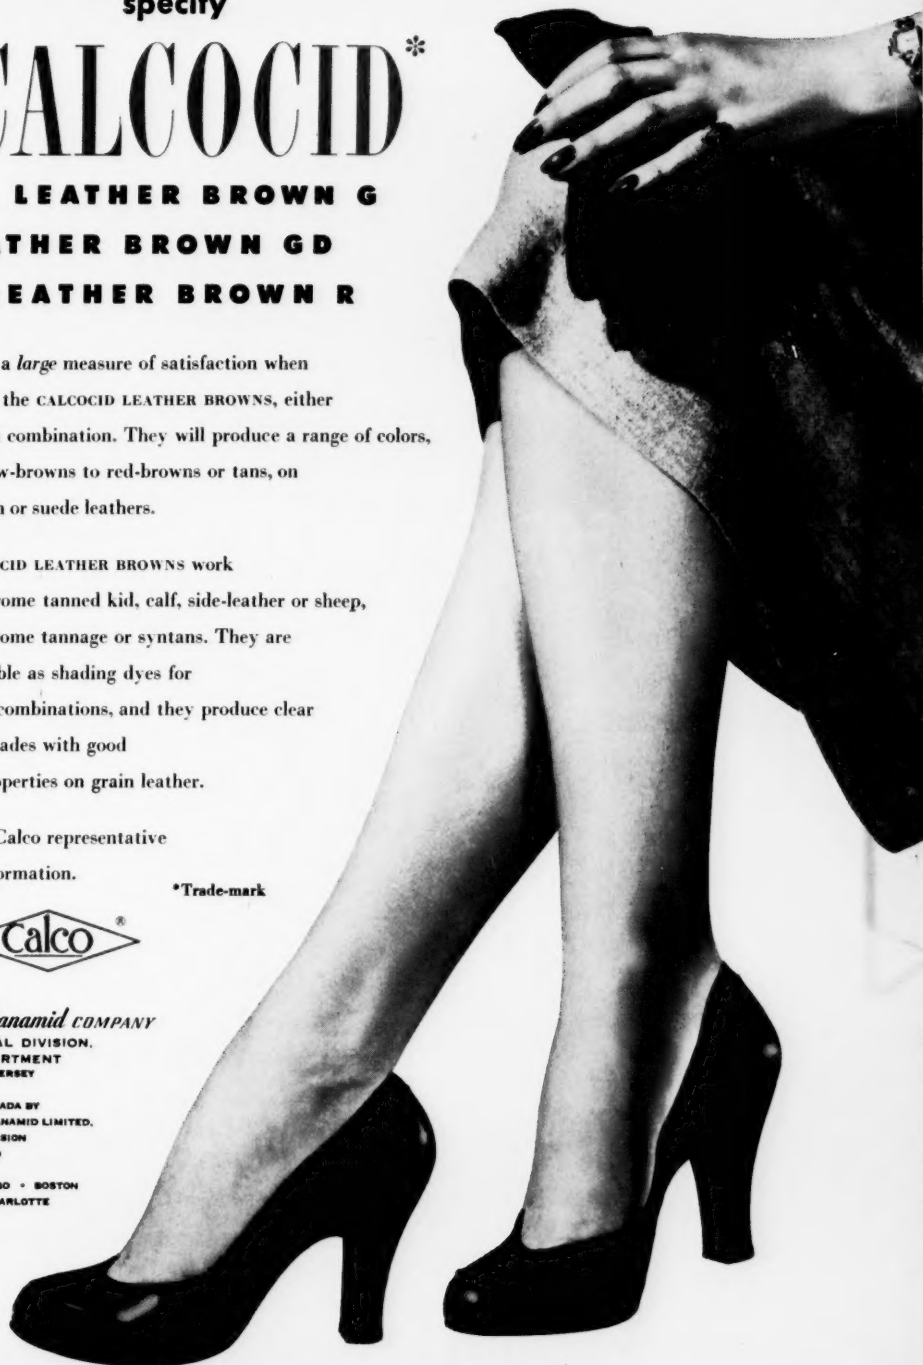 specify
CALCOCID*
LEATHER BROWN G
THER BROWN GD
EATHER BROWN R
a large measure of satisfaction when
the CALCOCID LEATHER BROWNS, either
combination. They will produce a range of colors,
w-browns to red-browns or tans, on
or suede leathers.
CID LEATHER BROWNS work
ome tanned kid, calf, side-leather or sheep,
ome tannage or syntans. They are
ble as shading dyes for
combinations, and they produce clear
ades with good
perties on grain leather.
Calco representative
ormation.
*Trade-mark
Calco ®
anamid COMPANY
AL DIVISION,
RTMENT
ERSEY
ADA BY
NAMID LIMITED,
SION
GO • BOSTON
ARLOTTE